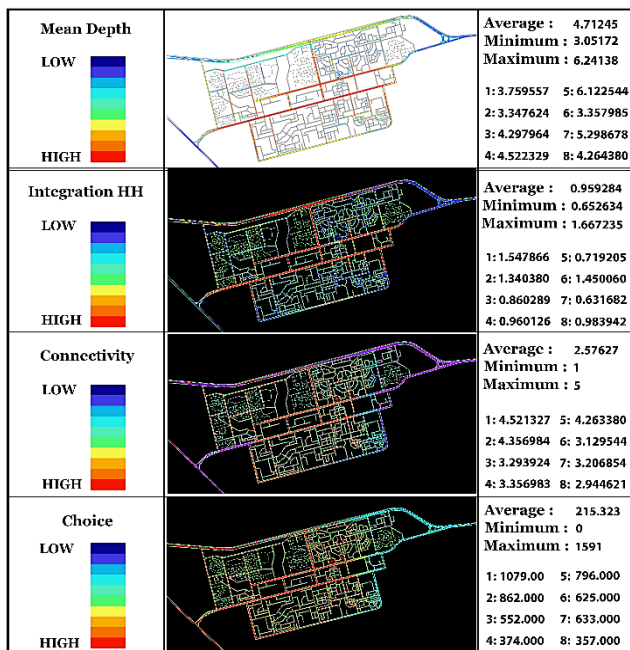 Mean Depth
LOW
HIGH
Average : 4.71245
Minimum : 3.05172
Maximum : 6.24138
1: 3.759557 5: 6.122544
2: 3.347624 6: 3.357985
3: 4.297964 7: 5.298678
4: 4.522329 8: 4.264380
Integration HH
LOW
HIGH
Average : 0.959284
Minimum : 0.652634
Maximum : 1.667235
1: 1.547866 5: 0.719205
2: 1.340380 6: 1.450060
3: 0.860289 7: 0.631682
4: 0.960126 8: 0.983942
Connectivity
LOW
HIGH
Average : 2.57627
Minimum : 1
Maximum : 5
1: 4.521327 5: 4.263380
2: 4.356984 6: 3.129544
3: 3.293924 7: 3.206854
4: 3.356983 8: 2.944621
Choice
LOW
HIGH
Average : 215.323
Minimum : 0
Maximum : 1591
1: 1079.00 5: 796.000
2: 862.000 6: 625.000
3: 552.000 7: 633.000
4: 374.000 8: 357.000